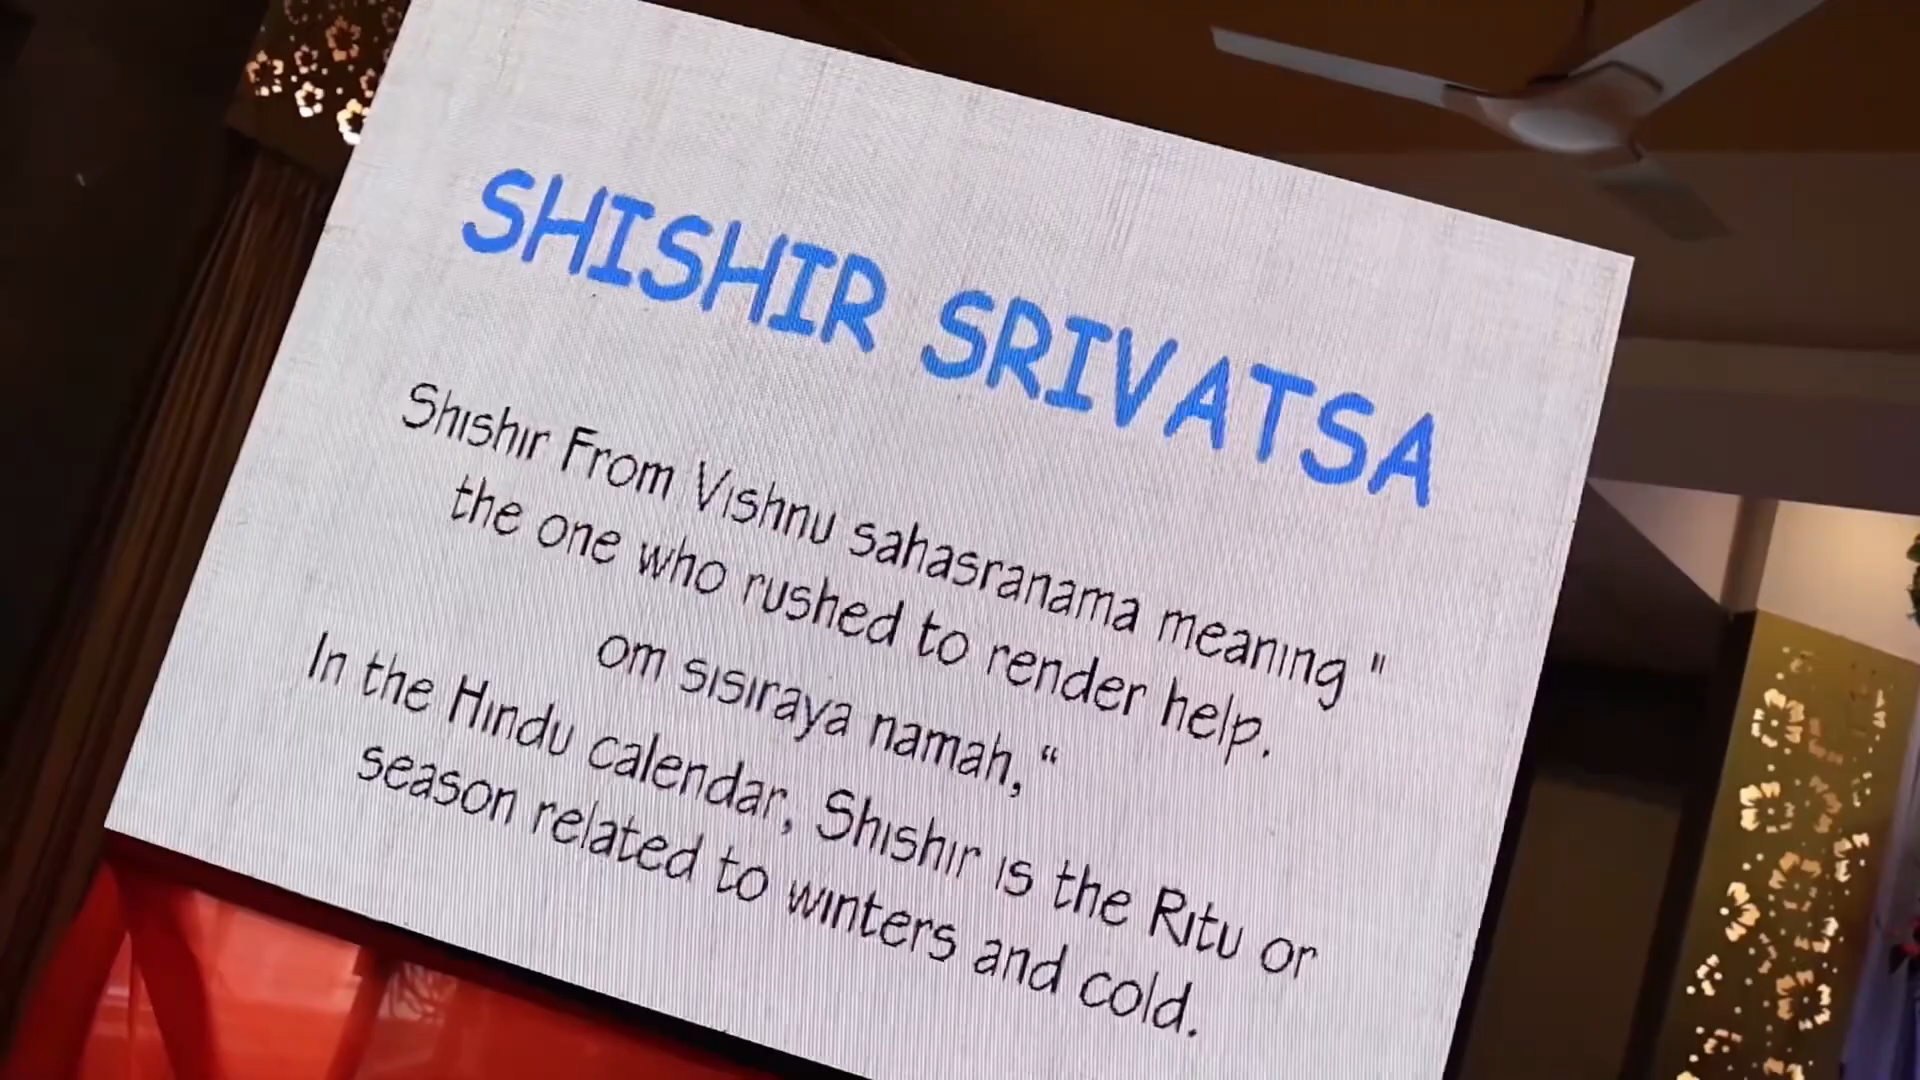 SHISHIR SRIVATSA
Shishir From Vishnu sahasranama meaning "
the one who rushed to render help.
om sisiraya namah,“
In the Hindu calendar, Shishir is the Ritu or
season related to winters and cold.